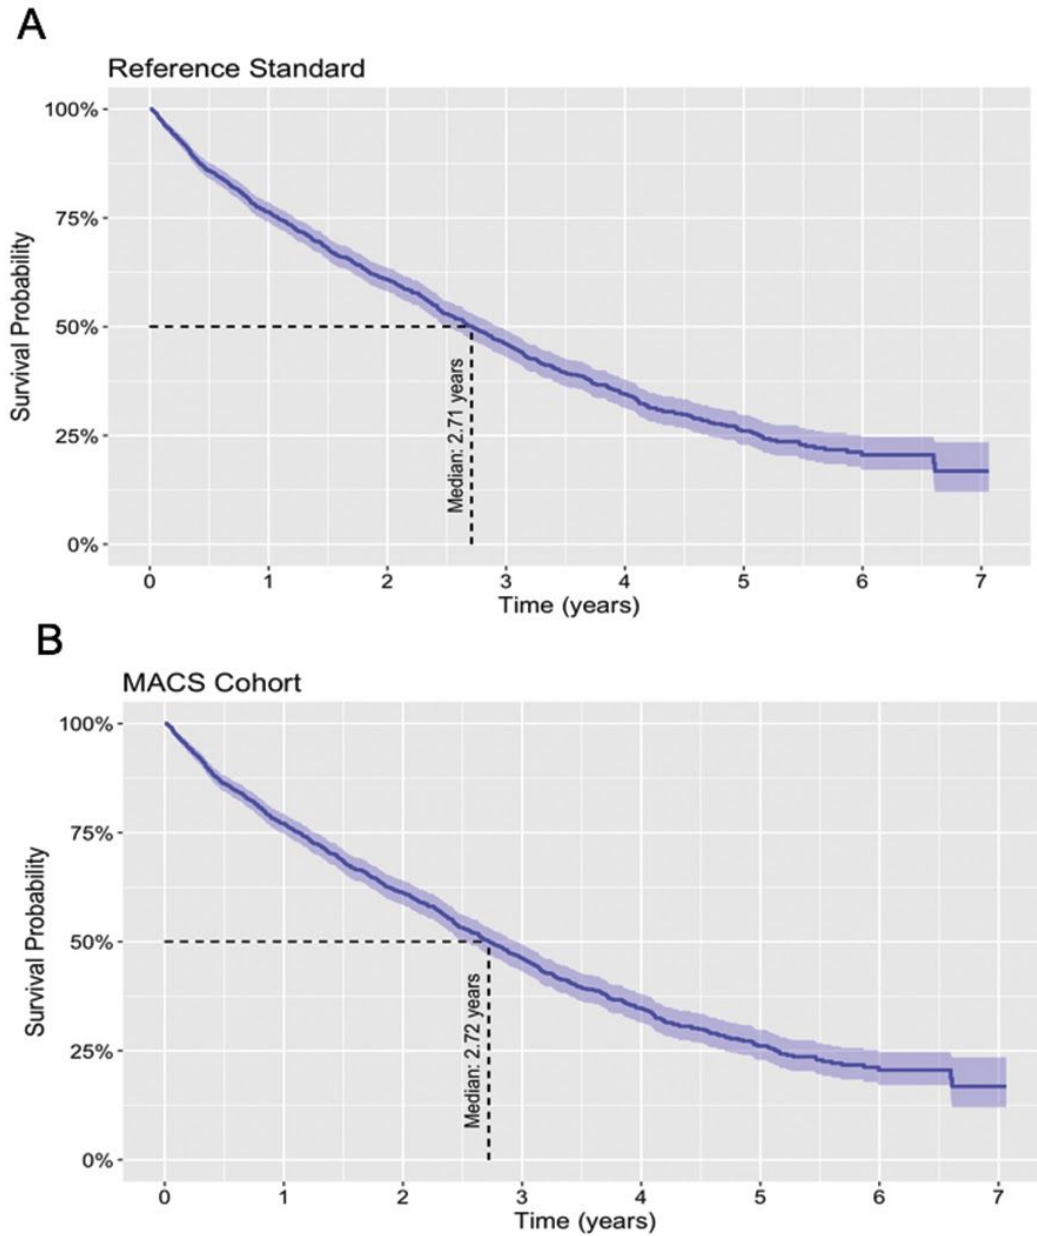 A
Reference Standard
100%
75%
50%
25%
0%
Survival Probability
Median: 2.71 years
0 1 2 3 4 5 6 7
Time (years)
B
MACS Cohort
100%
75%
50%
25%
0%
Survival Probability
Median: 2.72 years
0 1 2 3 4 5 6 7
Time (years)